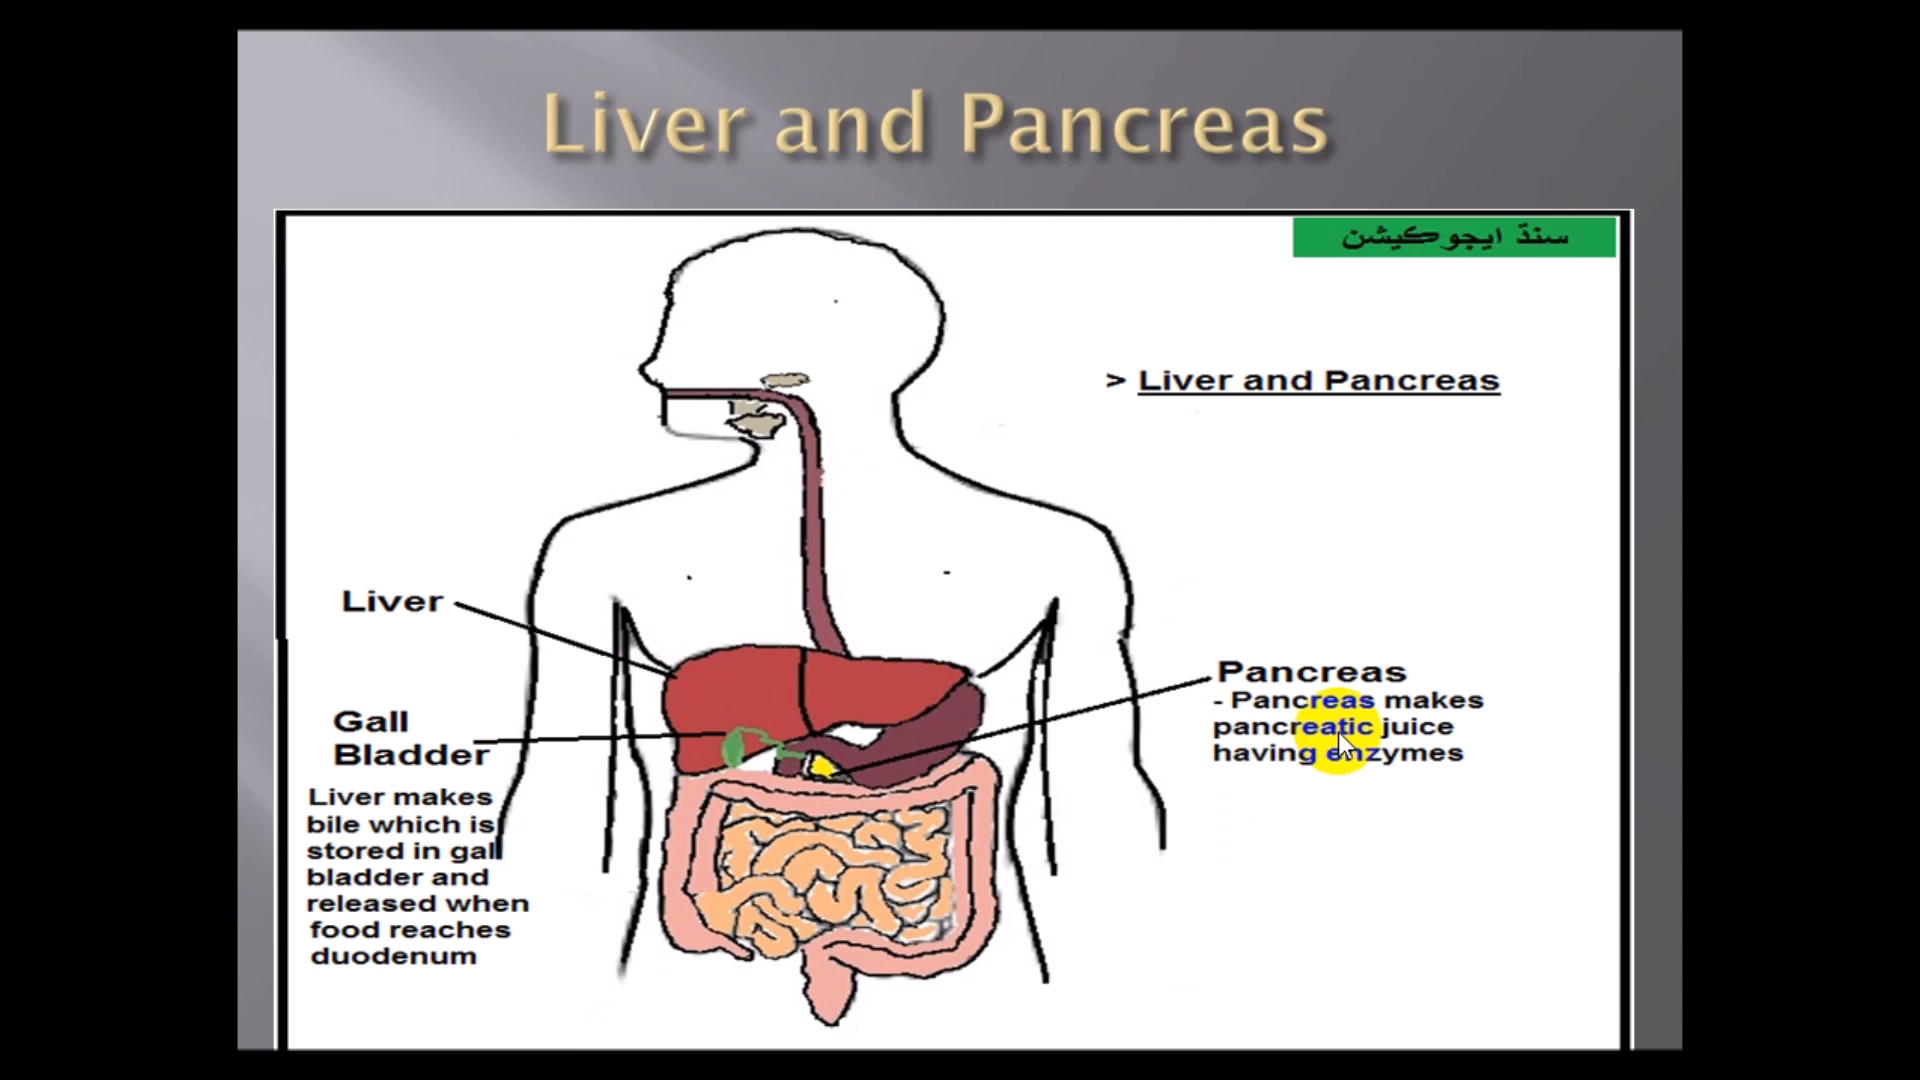 Liver and Pancreas
سنڌ ايجوڪيشن
> Liver and Pancreas
Liver
Gall
Bladder
Liver makes
bile which is
stored in gall
bladder and
released when
food reaches
duodenum
Pancreas
- Pancreas makes
pancreatic juice
having enzymes